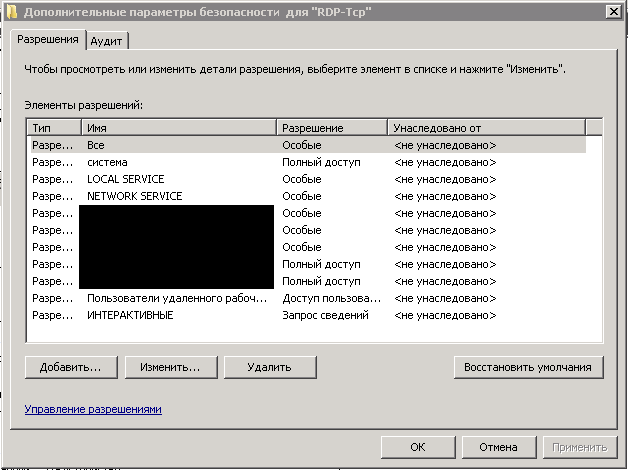 Дополнительные параметры безопасности для "RDP-Tcp"
Разрешения Аудит
Чтобы просмотреть или изменить детали разрешения, выберите элемент в списке и нажмите "Изменить".
Элементы разрешений:
Тип Имя Разрешение Унаследовано от
Разре... Все Особые <не унаследовано>
Разре... система Полный доступ <не унаследовано>
Разре... LOCAL SERVICE Особые <не унаследовано>
Разре... NETWORK SERVICE Особые <не унаследовано>
Разре... Особые <не унаследовано>
Разре... Особые <не унаследовано>
Разре... Особые <не унаследовано>
Разре... Полный доступ <не унаследовано>
Разре... Полный доступ <не унаследовано>
Разре... Пользователи удаленного рабоч... Доступ пользова... <не унаследовано>
Разре... ИНТЕРАКТИВНЫЕ Запрос сведений <не унаследовано>
Добавить... Изменить... Удалить Восстановить умолчания
Управление разрешениями
ОК Отмена Применить